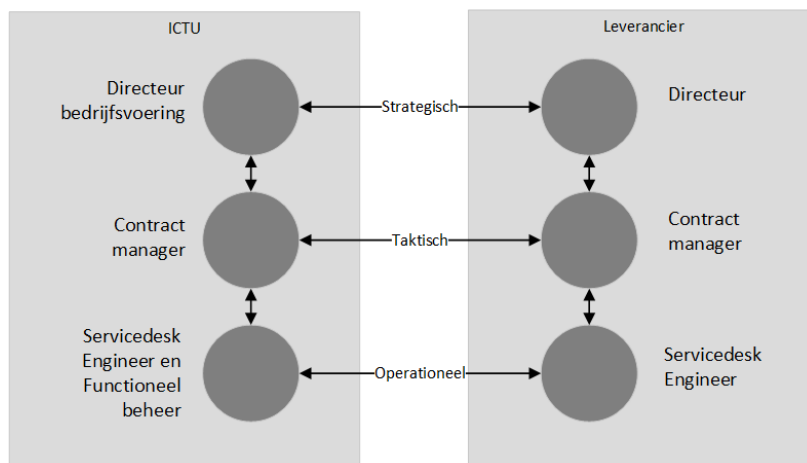 ICTU
Leverancier
Directeur
bedrijfsvoering
Strategisch
Directeur
Contract
manager
Taktisch
Contract
manager
Servicedesk
Engineer en
Functioneel
beheer
Operationeel
Servicedesk
Engineer